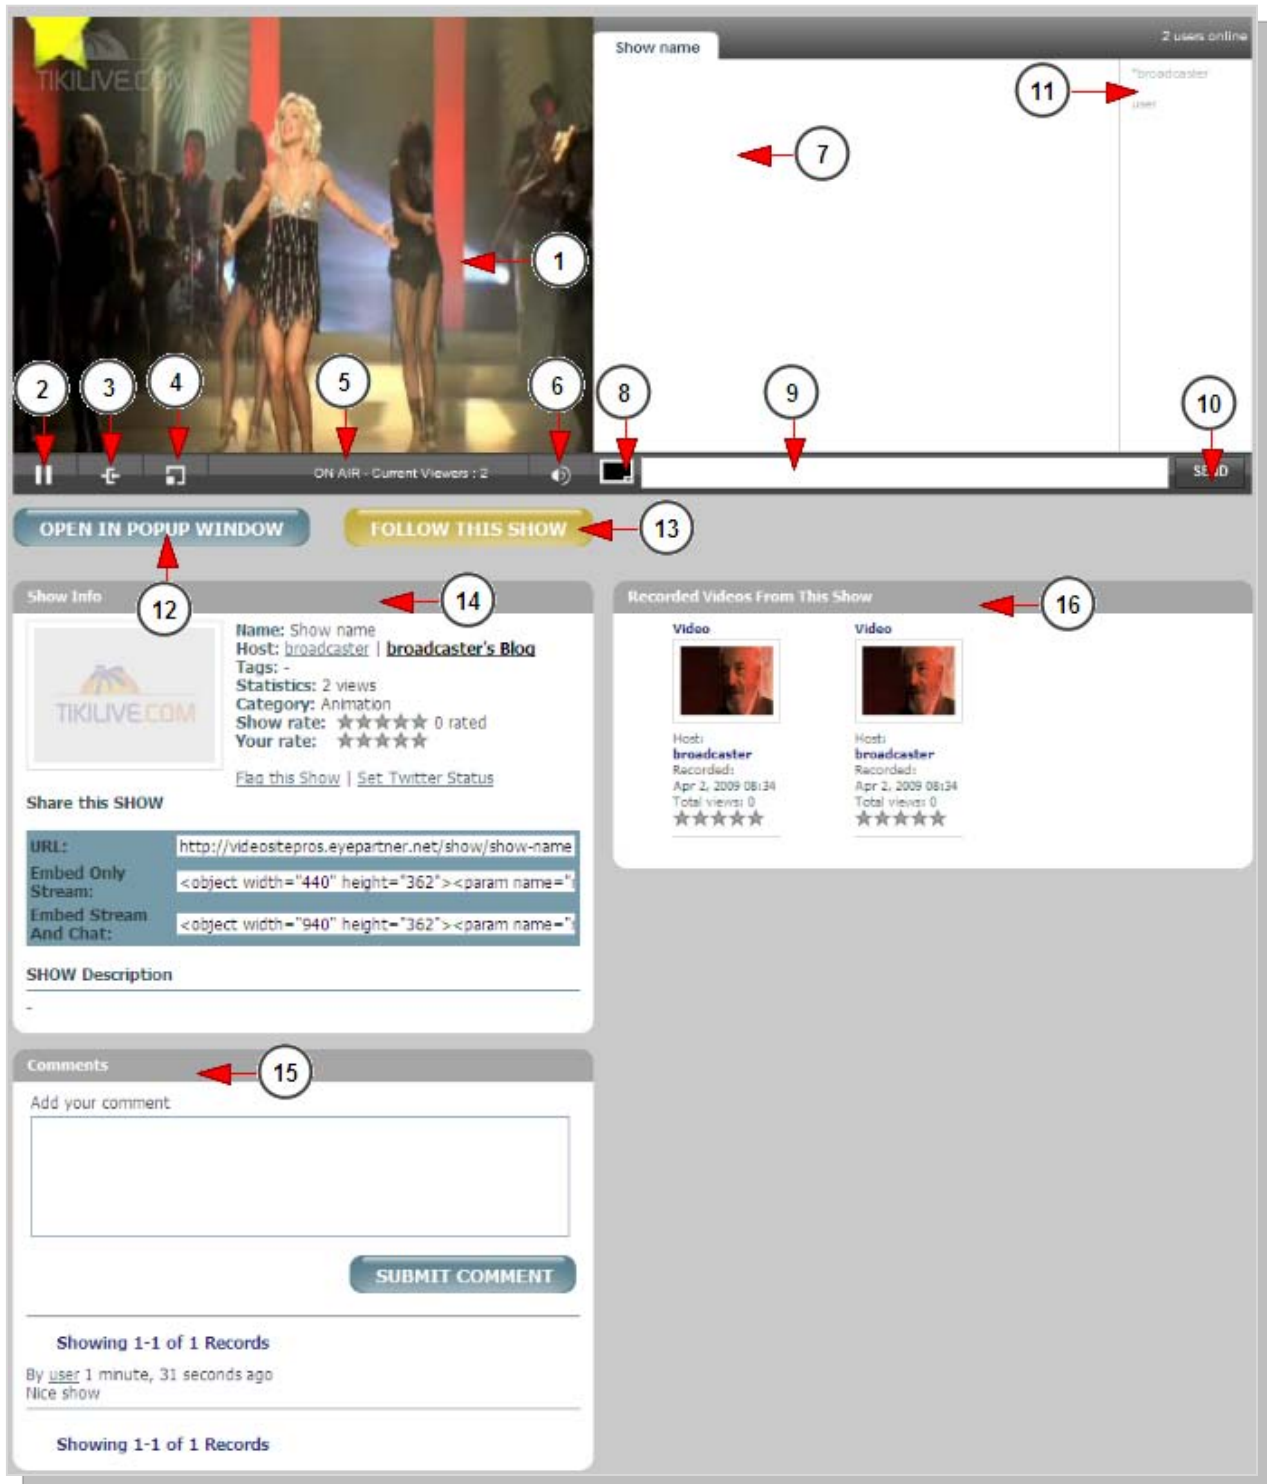 TIKILIVE.COM
Show name
2 users online
*broadcaster
user
11
7
1
2
3
4
5
6
8
9
10
ON AIR - Current Viewers : 2
SEND
OPEN IN POPUP WINDOW
FOLLOW THIS SHOW
13
12
Show Info
14
TIKILIVE.COM
Name: Show name
Host: broadcaster | broadcaster's Blog
Tags: -
Statistics: 2 views
Category: Animation
Show rate: 0 rated
Your rate:
Flag this Show | Set Twitter Status
Share this SHOW
URL: http://videositepros.eyepartner.net/show/show-name
Embed Only
Stream: <object width="440" height="362"><param name="
Embed Stream
And Chat: <object width="940" height="362"><param name="
SHOW Description
-
Recorded Videos From This Show
16
Video
Host:
broadcaster
Recorded:
Apr 2, 2009 08:34
Total views: 0
Video
Host:
broadcaster
Recorded:
Apr 2, 2009 08:34
Total views: 0
Comments
15
Add your comment
SUBMIT COMMENT
Showing 1-1 of 1 Records
By user 1 minute, 31 seconds ago
Nice show
Showing 1-1 of 1 Records